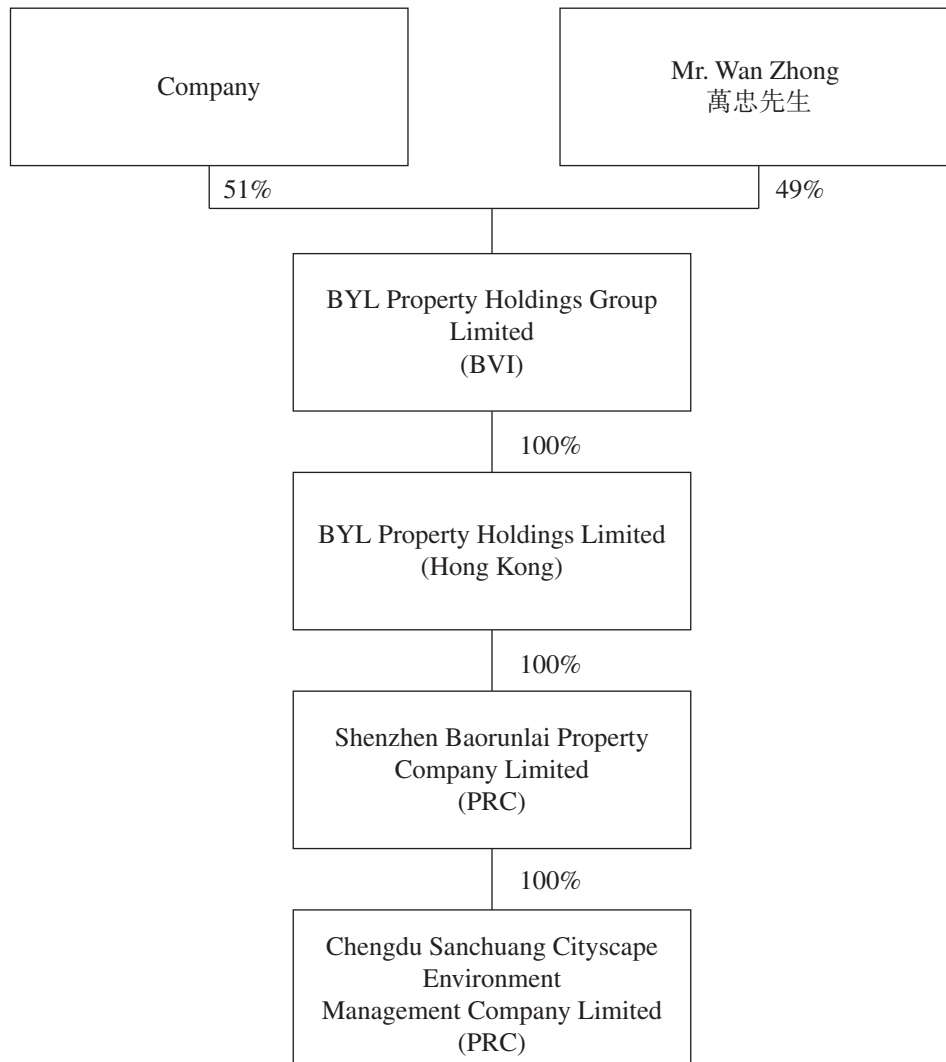 Company
Mr. Wan Zhong
萬忠先生
51%
49%
BYL Property Holdings Group
Limited
(BVI)
100%
BYL Property Holdings Limited
(Hong Kong)
100%
Shenzhen Baorunlai Property
Company Limited
(PRC)
100%
Chengdu Sanchuang Cityscape
Environment
Management Company Limited
(PRC)